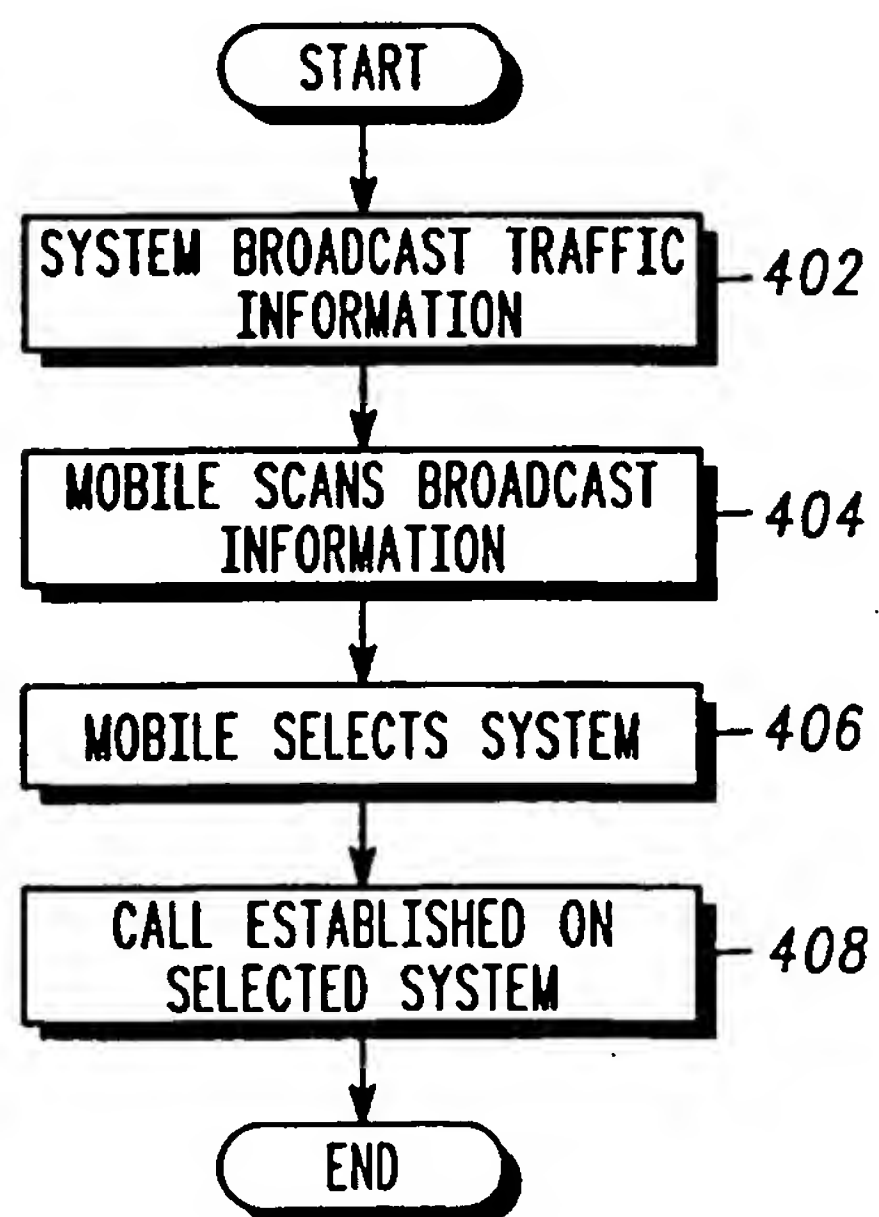 START
SYSTEM BROADCAST TRAFFIC
INFORMATION
402
MOBILE SCANS BROADCAST
INFORMATION
404
MOBILE SELECTS SYSTEM
406
CALL ESTABLISHED ON
SELECTED SYSTEM
408
END